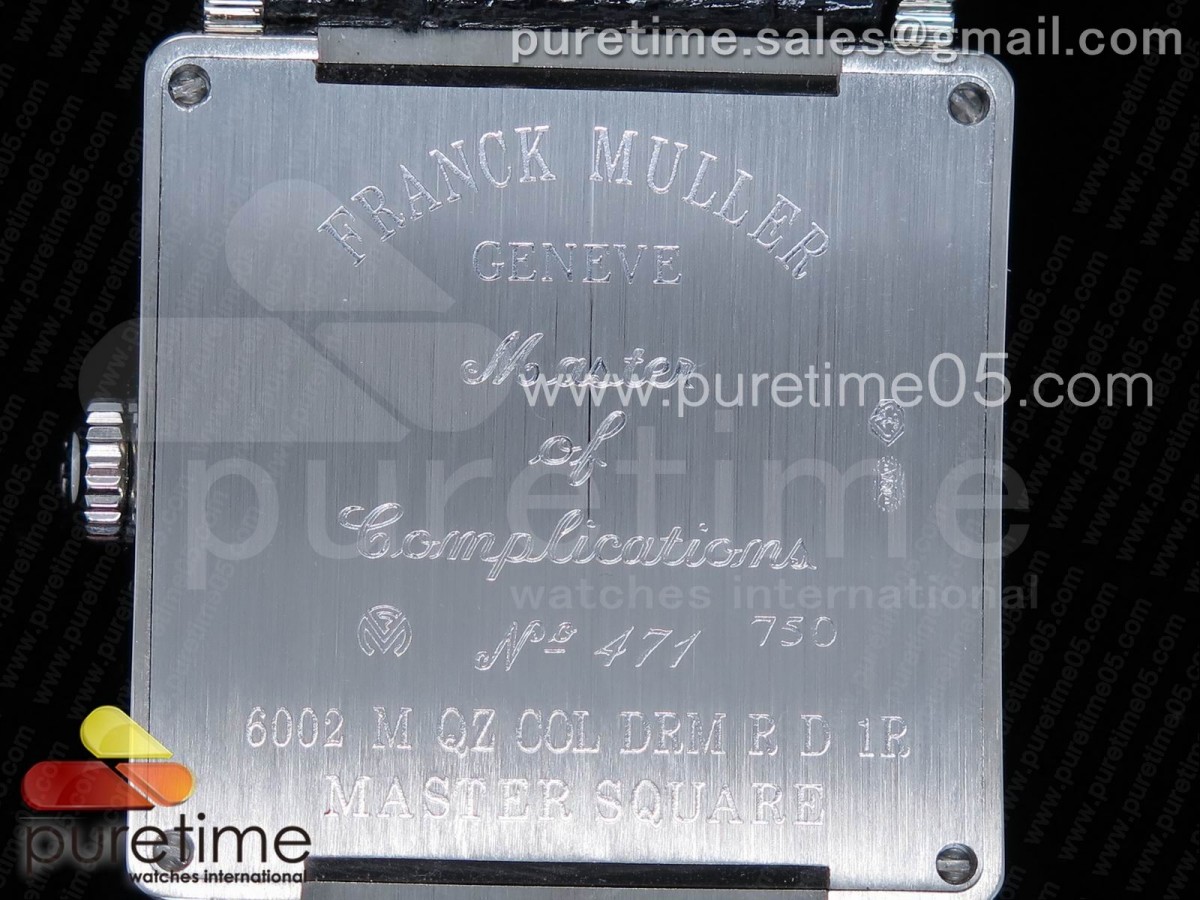 puretime.sales@gmail.com
FRANCK MULLER
GENEVE
Master
www.puretime05.com
of
puretime
Complications
watches international
Nº 471 750
6002 M QZ COL DRM R D 1R
MASTER SQUARE
puretime
watches international